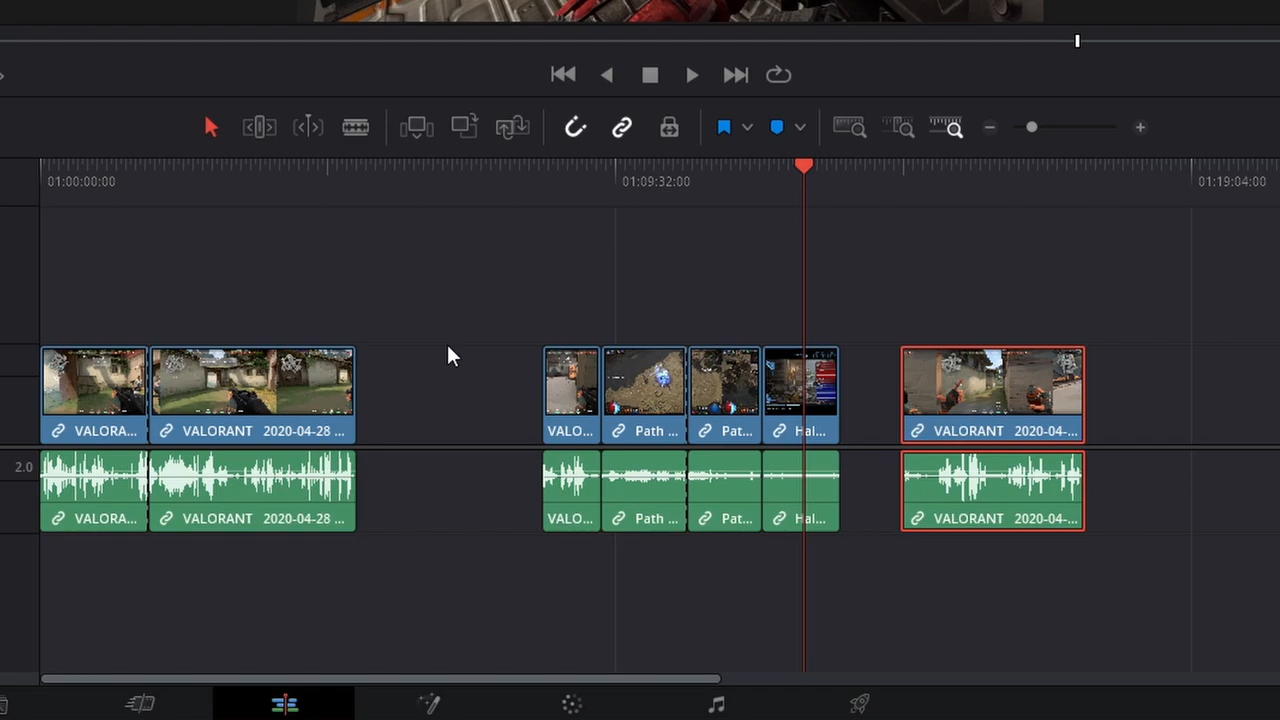 01:00:00:00 01:09:32:00 01:19:04:00
VALORA... VALORANT 2020-04-28 ... VALO... Path ... Pat... Hal... VALORANT 2020-04-...
2.0
VALORA... VALORANT 2020-04-28 ... VALO... Path ... Pat... Hal... VALORANT 2020-04-...